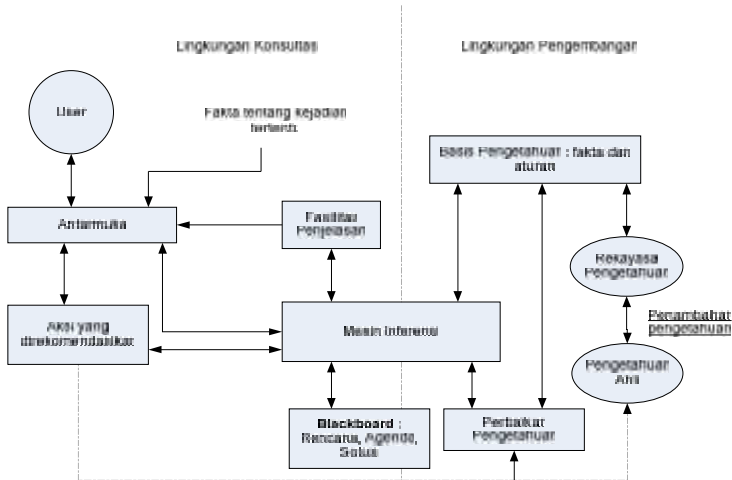 Lingkungan Konsultasi
Lingkungan Pengembangan
User
Fakta tentang kejadian
tertentu
Basis Pengetahuan : fakta dan
aturan
Antarmuka
Fasilitas
Penjelasan
Rekayasa
Pengetahuan
Aksi yang
direkomendasikan
Mesin Inferensi
Penambahan
pengetahuan
Pengetahuan
Ahli
Blackboard :
Rencana, Agenda,
Solusi
Perbaikan
Pengetahuan